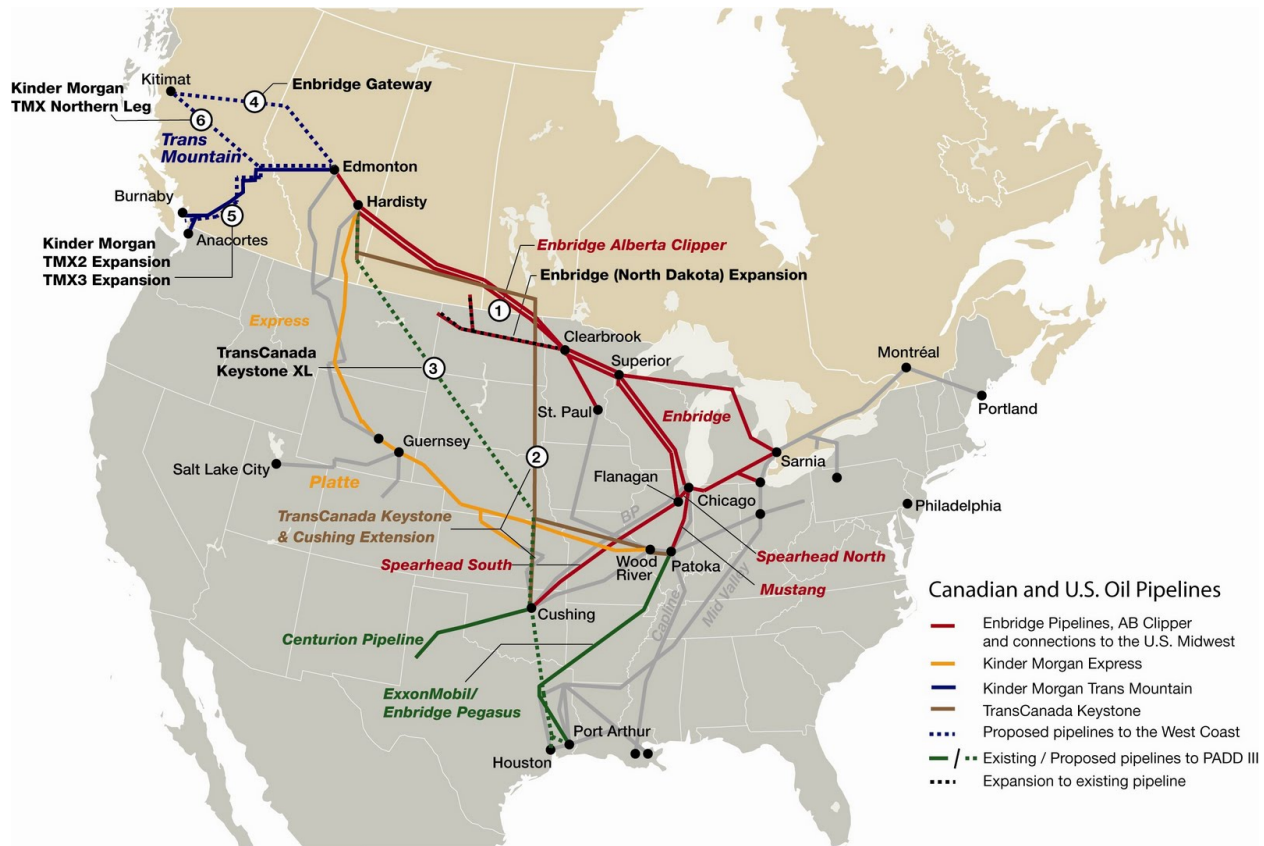 Kitimat
Kinder Morgan
TMX Northern Leg
4
Enbridge Gateway
6
Trans
Mountain
Edmonton
Burnaby
Hardisty
5
Anacortes
Kinder Morgan
TMX2 Expansion
TMX3 Expansion
Enbridge Alberta Clipper
Enbridge (North Dakota) Expansion
1
Express
Clearbrook
TransCanada
Keystone XL
3
Superior
Montréal
St. Paul
Enbridge
Portland
Guernsey
Salt Lake City
2
Sarnia
Platte
Flanagan
Chicago
Philadelphia
BP
TransCanada Keystone
& Cushing Extension
Spearhead South
Wood
River
Patoka
Spearhead North
Mustang
Cushing
Capline
Mid Valley
Centurion Pipeline
ExxonMobil/
Enbridge Pegasus
Port Arthur
Houston
Canadian and U.S. Oil Pipelines
Enbridge Pipelines, AB Clipper
and connections to the U.S. Midwest
Kinder Morgan Express
Kinder Morgan Trans Mountain
TransCanada Keystone
Proposed pipelines to the West Coast
/ Existing / Proposed pipelines to PADD III
Expansion to existing pipeline